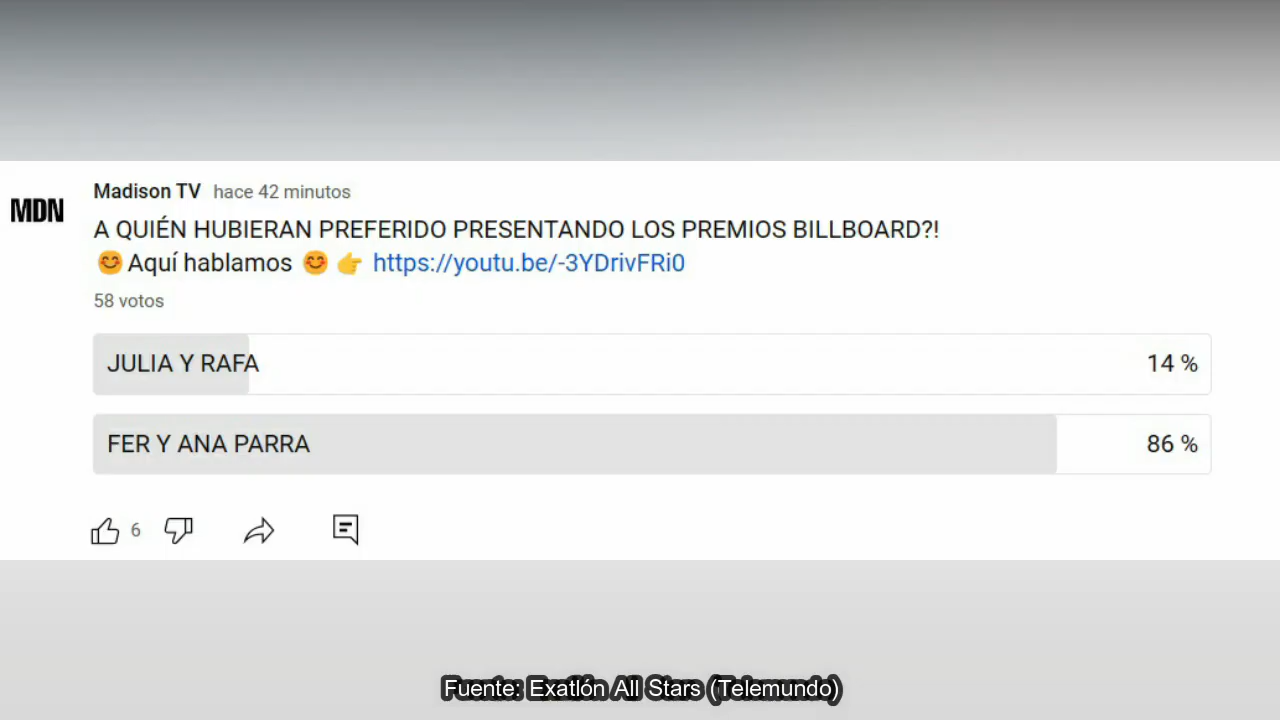 MDN
Madison TV hace 42 minutos
A QUIÉN HUBIERAN PREFERIDO PRESENTANDO LOS PREMIOS BILLBOARD?!
😊 Aquí hablamos 😊 👉 https://youtu.be/-3YDrivFRi0
58 votos
JULIA Y RAFA 14 %
FER Y ANA PARRA 86 %
6
Fuente: Exatlón All Stars (Telemundo)